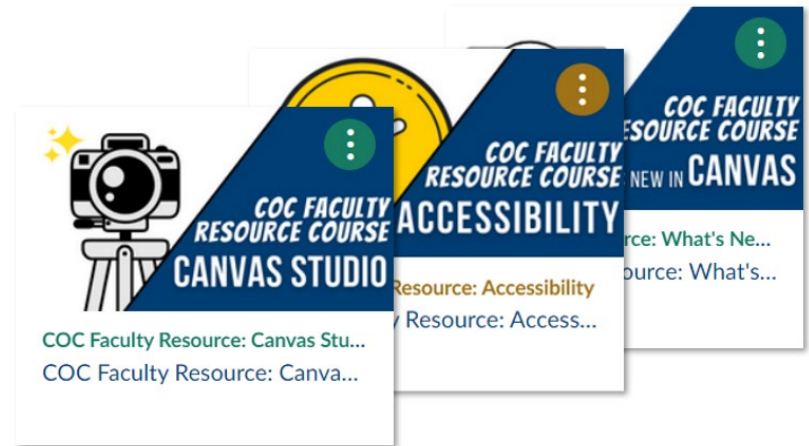 COC FACULTY
RESOURCE COURSE
CANVAS STUDIO
COC Faculty Resource: Canvas Stu...
COC Faculty Resource: Canva...
COC FACULTY
RESOURCE COURSE
ACCESSIBILITY
Resource: Accessibility
Resource: Access...
COC FACULTY
ESOURCE COURSE
NEW IN CANVAS
rce: What's Ne...
ource: What's...